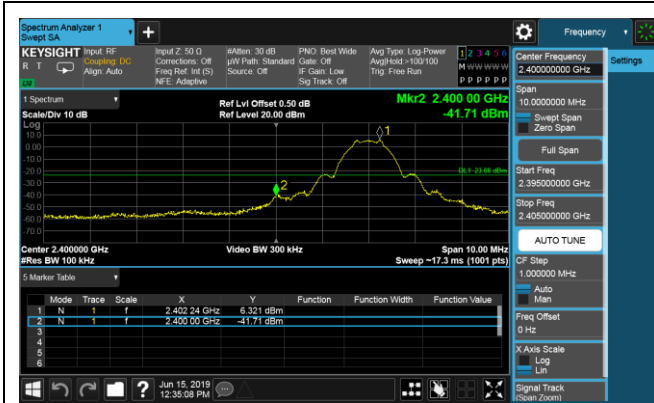 Spectrum Analyzer 1
Swept SA
+
Frequency
KEYSIGHT
R T
Input: RF
Coupling: DC
Align: Auto
Input Z: 50 Ω
Corrections: Off
Freq Ref: Int (S)
NFE: Adaptive
#Atten: 30 dB
µW Path: Standard
Source: Off
PNO: Best Wide
Gate: Off
IF Gain: Low
Sig Track: Off
Avg Type: Log-Power
Avg|Hold:>100/100
Trig: Free Run
1 2 3 4 5 6
M W W W W W
P P P P P P
1 Spectrum
Scale/Div 10 dB
Ref Lvl Offset 0.50 dB
Ref Level 20.00 dBm
Mkr2 2.400 00 GHz
-41.71 dBm
Log
10.0
0.00
-10.0
-20.0
-30.0
-40.0
-50.0
-60.0
-70.0
1
2
DL1 -23.68 dBm
Center 2.400000 GHz
#Res BW 100 kHz
Video BW 300 kHz
Span 10.00 MHz
Sweep ~17.3 ms (1001 pts)
5 Marker Table
Mode Trace Scale X Y Function Function Width Function Value
1 N 1 f 2.402 24 GHz 6.321 dBm
2 N 1 f 2.400 00 GHz -41.71 dBm
3
4
5
6
?
Jun 15, 2019
12:35:08 PM
Center Frequency
2.400000000 GHz
Settings
Span
10.0000000 MHz
Swept Span
Zero Span
Full Span
Start Freq
2.395000000 GHz
Stop Freq
2.405000000 GHz
AUTO TUNE
CF Step
1.000000 MHz
Auto
Man
Freq Offset
0 Hz
X Axis Scale
Log
Lin
Signal Track
(Span Zoom)